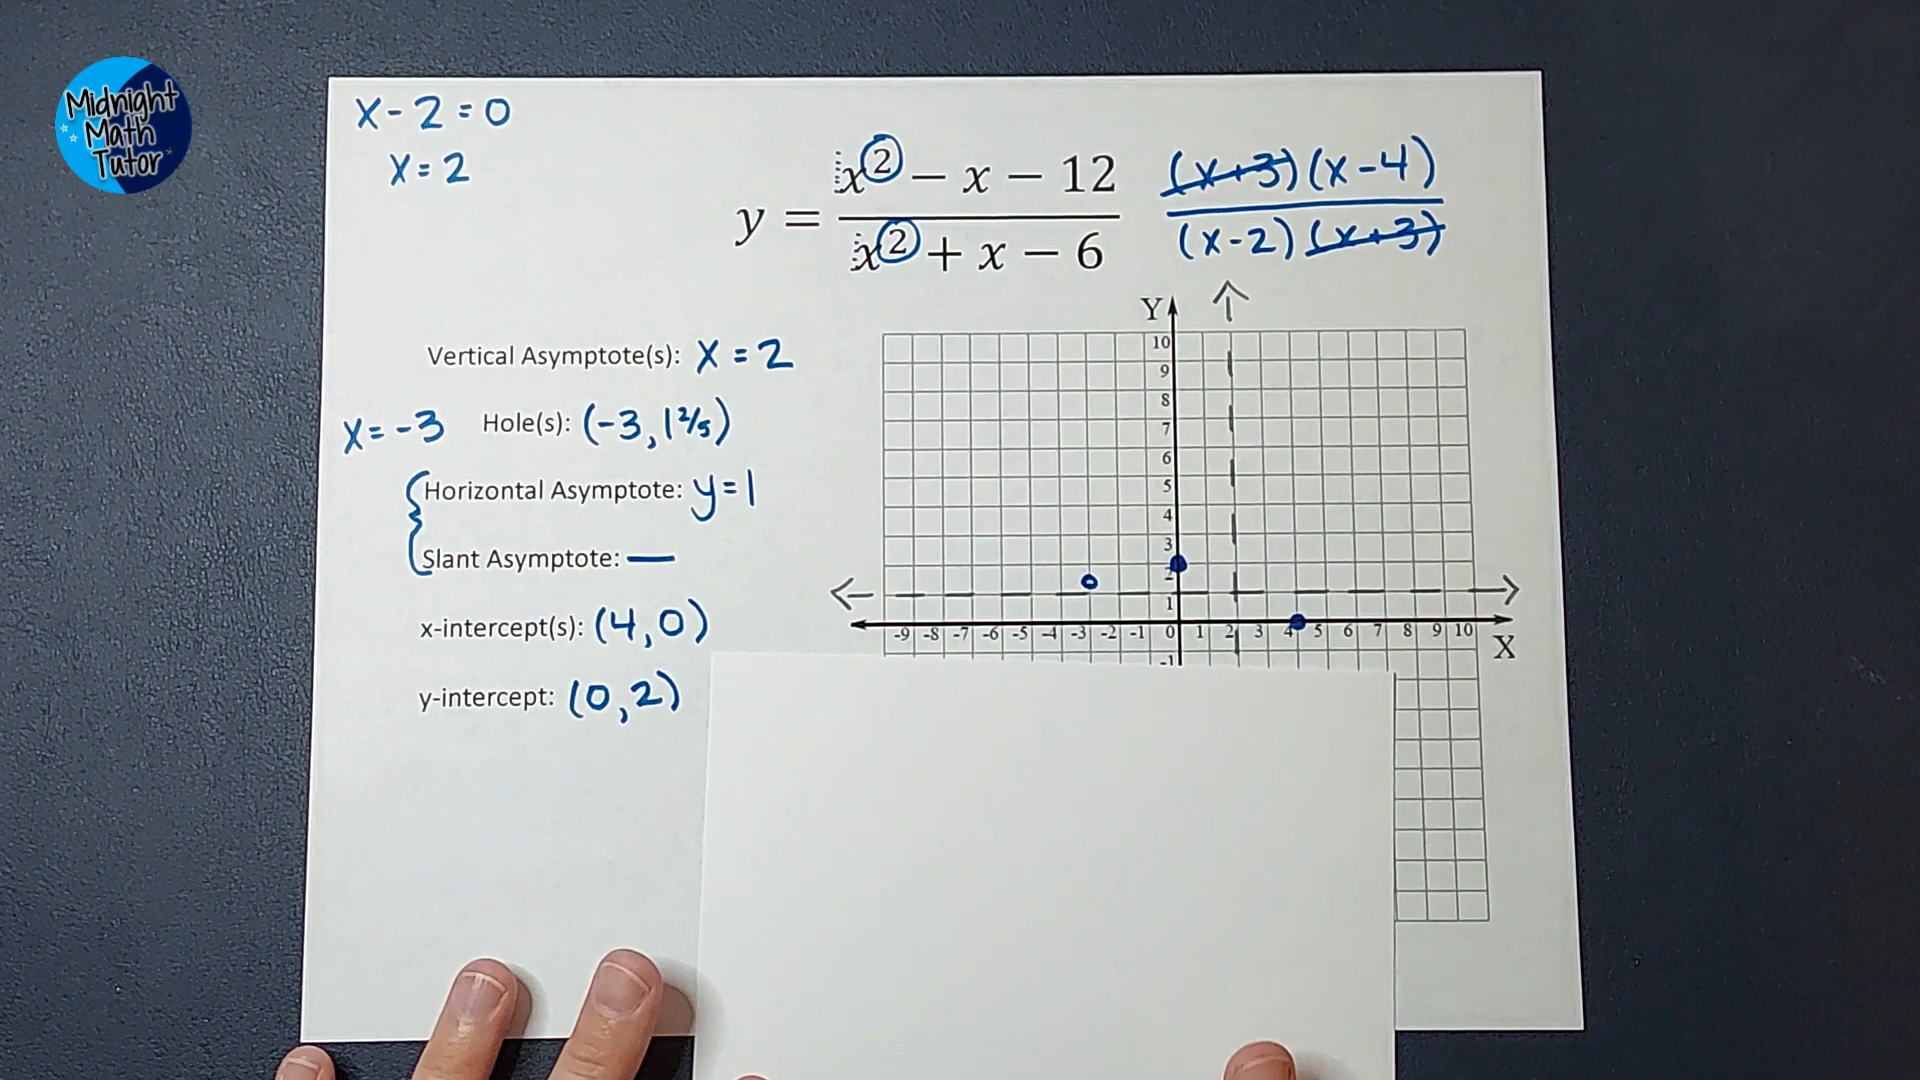 Midnight
Math
Tutor
x - 2 = 0
x = 2
y = (x² − x − 12)/(x² + x − 6)
(x+3)(x-4)
(x-2)(x+3)
Vertical Asymptote(s): x = 2
x = -3 Hole(s): (-3, 1 2/5)
Horizontal Asymptote: y = 1
Slant Asymptote: —
x-intercept(s): (4,0)
y-intercept: (0,2)
Y
10
9
8
7
6
5
4
3
2
1
-9 -8 -7 -6 -5 -4 -3 -2 -1 0 1 2 3 4 5 6 7 8 9 10
X
-1